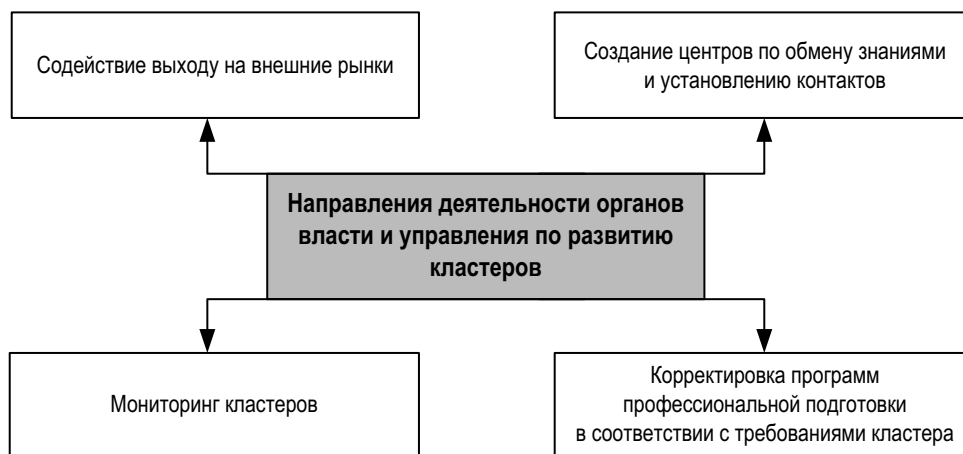 Содействие выходу на внешние рынки
Создание центров по обмену знаниями
и установлению контактов
Направления деятельности органов
власти и управления по развитию
кластеров
Мониторинг кластеров
Корректировка программ
профессиональной подготовки
в соответствии с требованиями кластера